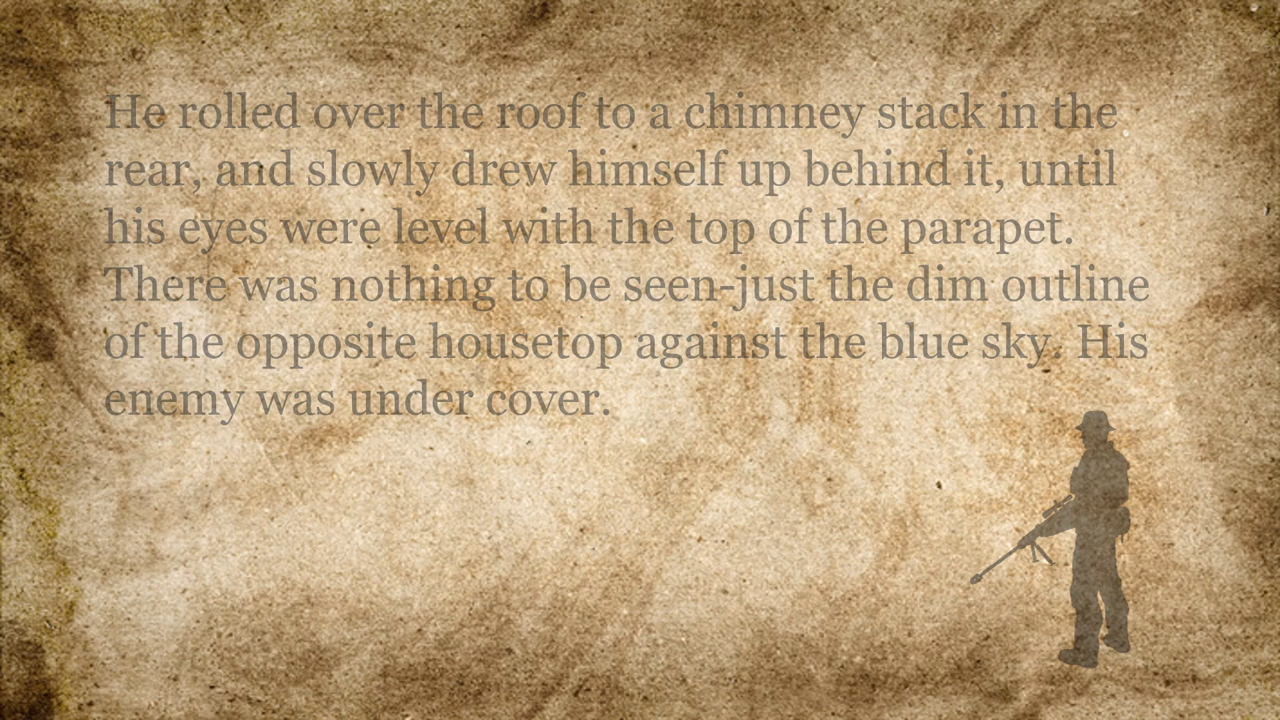 He rolled over the roof to a chimney stack in the
rear, and slowly drew himself up behind it, until
his eyes were level with the top of the parapet.
There was nothing to be seen-just the dim outline
of the opposite housetop against the blue sky. His
enemy was under cover.